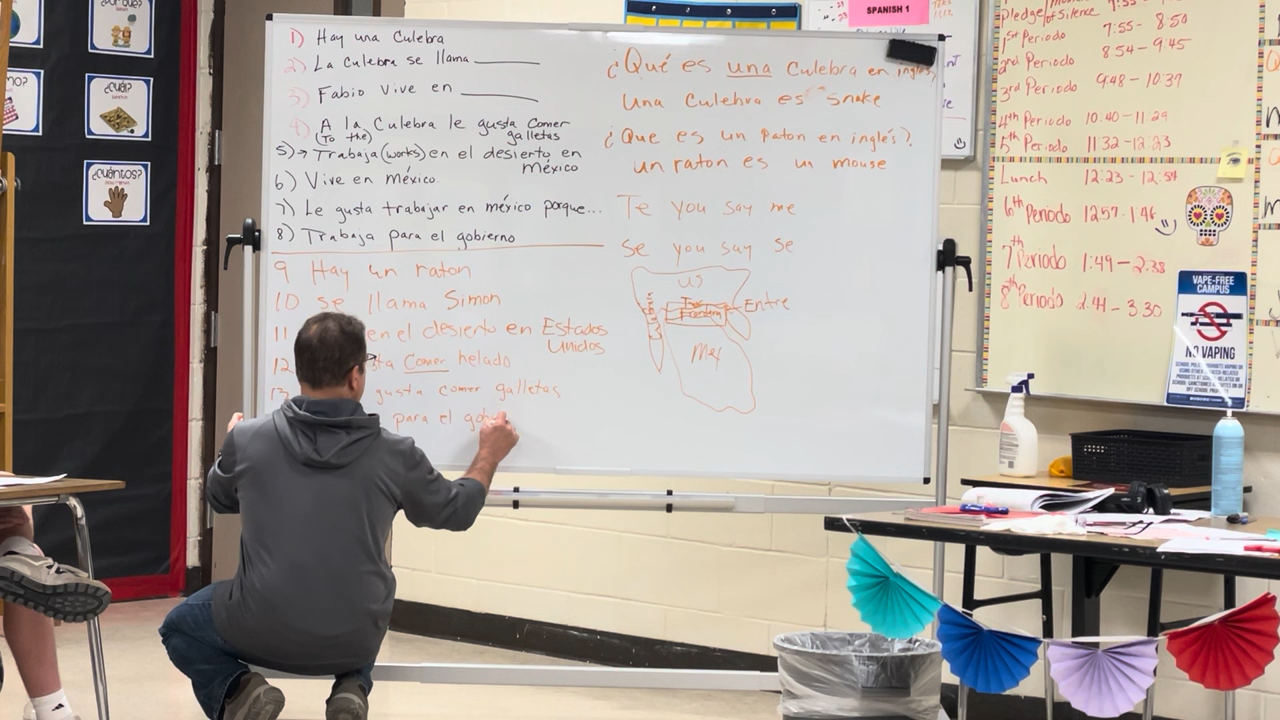 ¿Cuál?
¿Cuántos?
1) Hay una Culebra
2) La Culebra se llama
3) Fabio Vive en
4) A la Culebra le gusta Comer
(To the) galletas
5) → Trabaja (works) en el desierto en
méxico
6) Vive en México
7) Le gusta trabajar en méxico porque...
8) Trabaja para el gobierno
9 Hay un raton
10 se llama Simon
11 en el desierto en Estados
Unidos
12 sta Comer helado
13 gusta comer galletas
para el gob
¿Qué es una Culebra en inglés,
una Culebra es snake
¿Que es un Raton en inglés?
un raton es un mouse
Te you say me
se you say se
US
Entre
Mex
SPANISH 1
Pledge/
of Silence
1st Periodo 7:55 - 8:50
2nd Periodo 8:54 - 9:45
3rd Periodo 9:48 - 10:37
4th Periodo 10:40 - 11:29
5th Periodo 11:32 - 12:23
Lunch 12:23 - 12:54
6th Periodo 12:57 - 1:46
7th Periodo 1:49 - 2:38
8th Periodo 2:41 - 3:30
VAPE-FREE
CAMPUS
NO VAPING